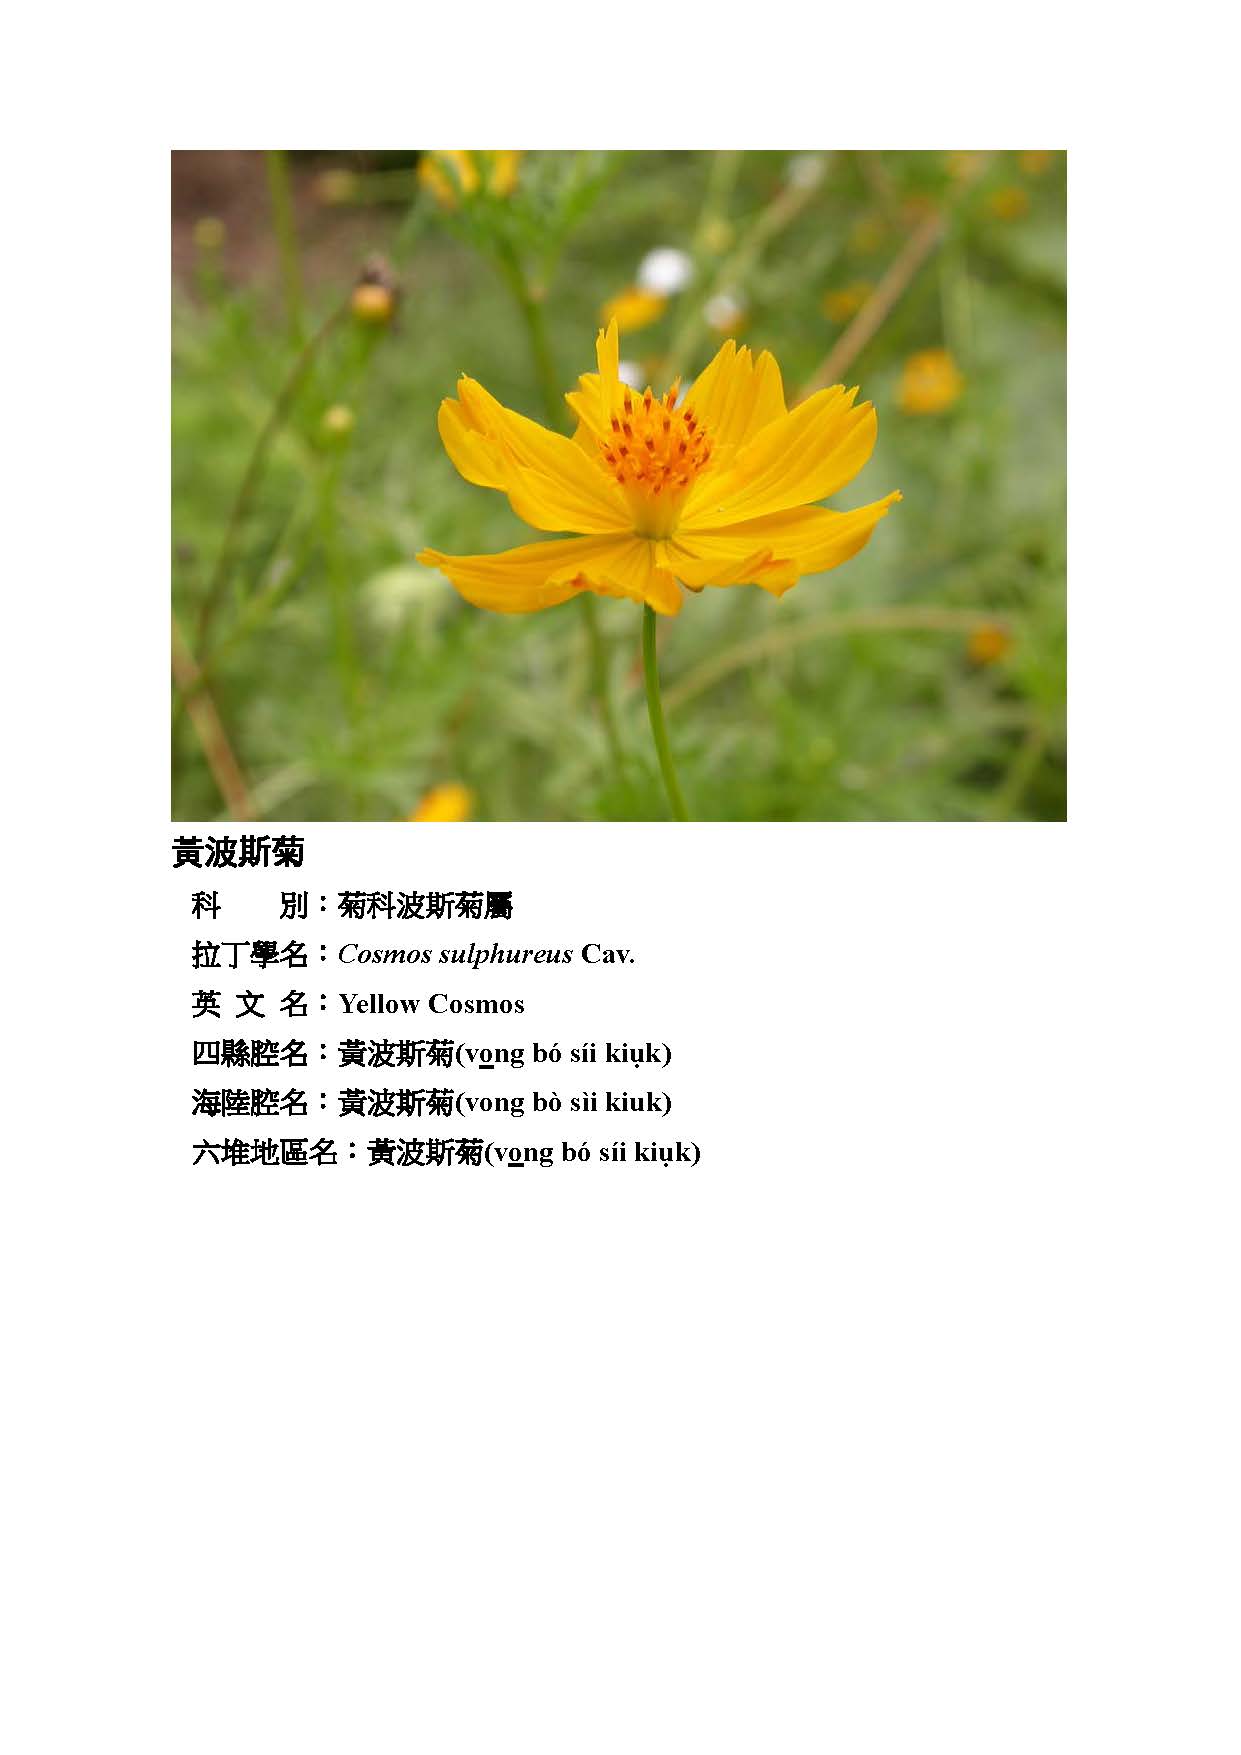 黃波斯菊
科　　別：菊科波斯菊屬
拉丁學名：Cosmos sulphureus Cav.
英 文 名：Yellow Cosmos
四縣腔名：黃波斯菊(vo̲ng bó síi kiụk)
海陸腔名：黃波斯菊(vong bò sìi kiuk)
六堆地區名：黃波斯菊(vo̲ng bó síi kiụk)